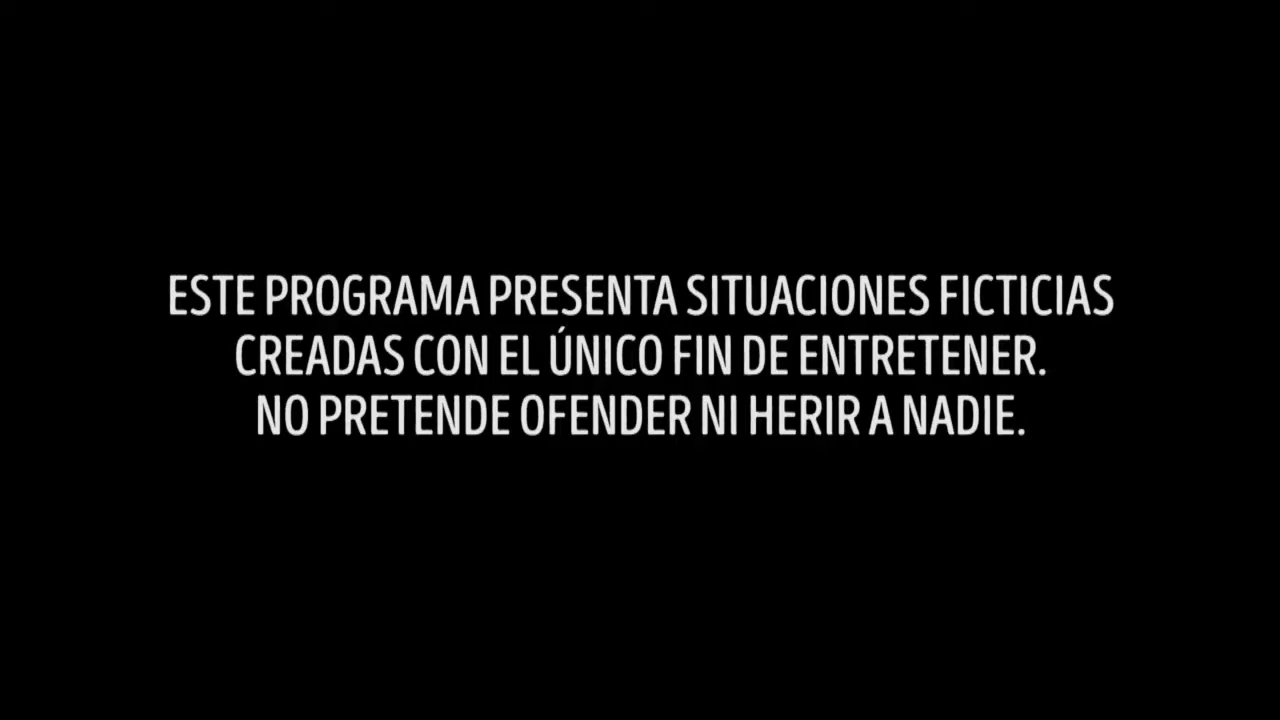 ESTE PROGRAMA PRESENTA SITUACIONES FICTICIAS
CREADAS CON EL ÚNICO FIN DE ENTRETENER.
NO PRETENDE OFENDER NI HERIR A NADIE.